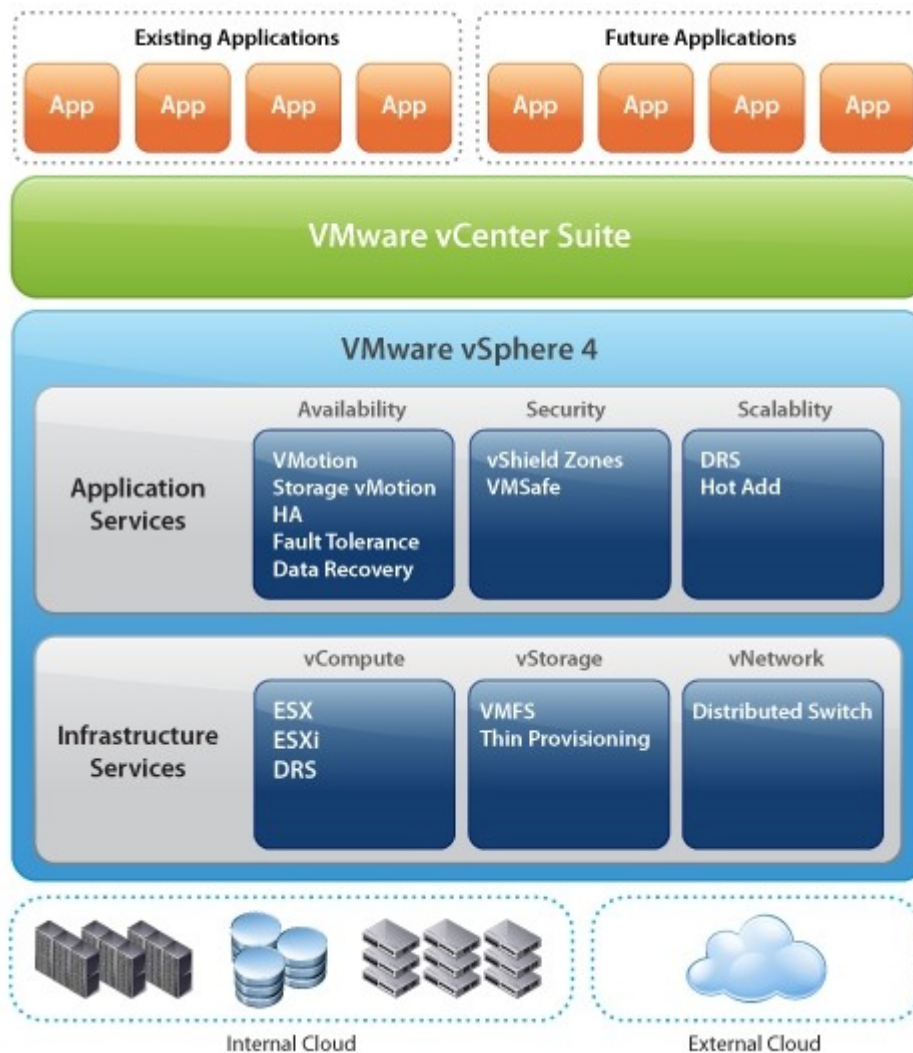 Existing Applications
Future Applications
App App App App
App App App App
VMware vCenter Suite
VMware vSphere 4
Application
Services
Availability
VMotion
Storage vMotion
HA
Fault Tolerance
Data Recovery
Security
vShield Zones
VMSafe
Scalablity
DRS
Hot Add
Infrastructure
Services
vCompute
ESX
ESXi
DRS
vStorage
VMFS
Thin Provisioning
vNetwork
Distributed Switch
Internal Cloud
External Cloud